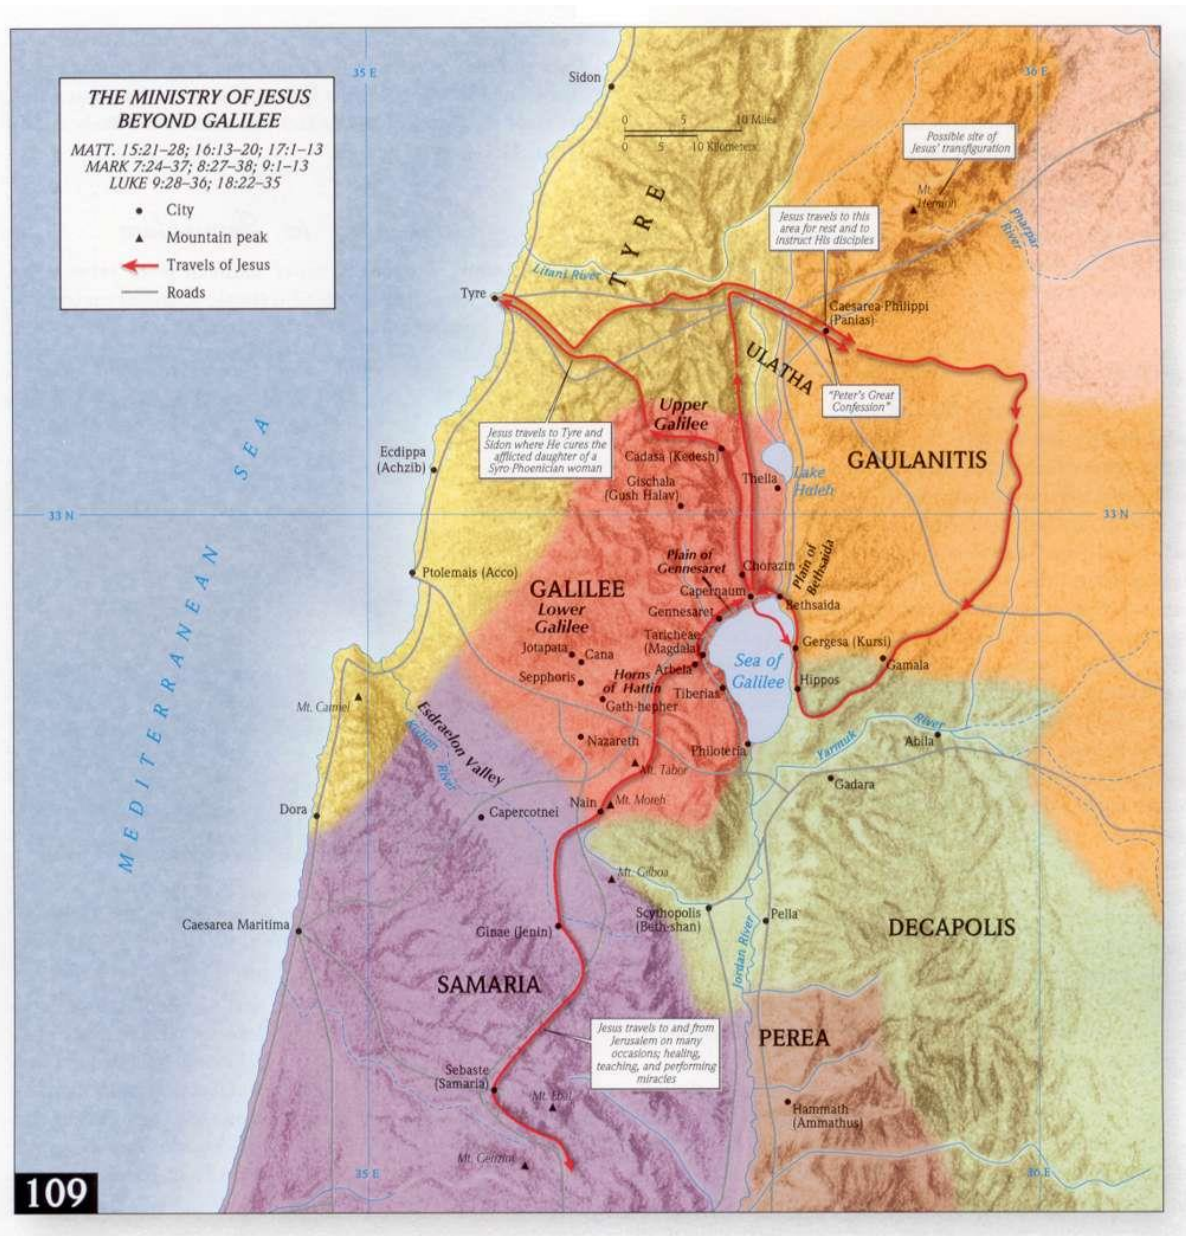 THE MINISTRY OF JESUS
BEYOND GALILEE
MATT. 15:21–28; 16:13–20; 17:1–13
MARK 7:24–37; 8:27–38; 9:1–13
LUKE 9:28–36; 18:22–35
City
Mountain peak
Travels of Jesus
Roads
35 E
36 E
Sidon
0 5 10 Miles
0 5 10 Kilometers
Possible site of
Jesus' transfiguration
Mt.
Hermon
Pharpar
River
Jesus travels to this
area for rest and to
instruct His disciples
TYRE
Litani River
Tyre
Caesarea Philippi
(Panias)
ULATHA
"Peter's Great
Confession"
Upper
Galilee
Jesus travels to Tyre and
Sidon where He cures the
afflicted daughter of a
Syro Phoenician woman
Ecdippa
(Achzib)
Cadasa (Kedesh)
GAULANITIS
Gischala
(Gush Halav)
Thella
Lake
Huleh
33 N
33 N
MEDITERRANEAN SEA
Plain of
Gennesaret
Chorazin
Plain of
Bethsaida
Ptolemais (Acco)
GALILEE
Lower
Galilee
Capernaum
Bethsaida
Gennesaret
Taricheae
(Magdala)
Jotapata
Cana
Arbela
Sea of
Galilee
Gergesa (Kursi)
Gamala
Sepphoris
Horns
of Hattin
Tiberias
Hippos
Gath-hepher
Mt. Carmel
Esdraelon Valley
Kishon
River
Nazareth
Philoteria
Yarmuk
River
Abila
Mt. Tabor
Gadara
Dora
Capercotnei
Nain
Mt. Moreh
Mt. Gilboa
Scythopolis
(Beth-shan)
Pella
Caesarea Maritima
Ginae (Jenin)
DECAPOLIS
Jordan River
SAMARIA
Jesus travels to and from
Jerusalem on many
occasions; healing,
teaching, and performing
miracles
PEREA
Sebaste
(Samaria)
Mt. Ebal
Hammath
(Ammathus)
Mt. Gerizim
35 E
36 E
109